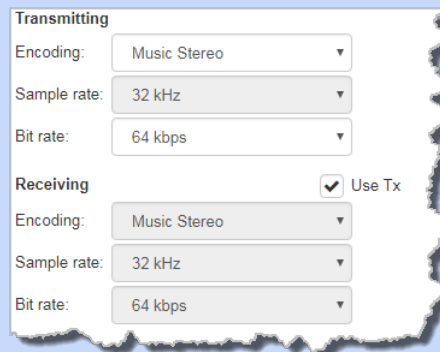 Transmitting
Encoding: Music Stereo
Sample rate: 32 kHz
Bit rate: 64 kbps
Receiving Use Tx
Encoding: Music Stereo
Sample rate: 32 kHz
Bit rate: 64 kbps